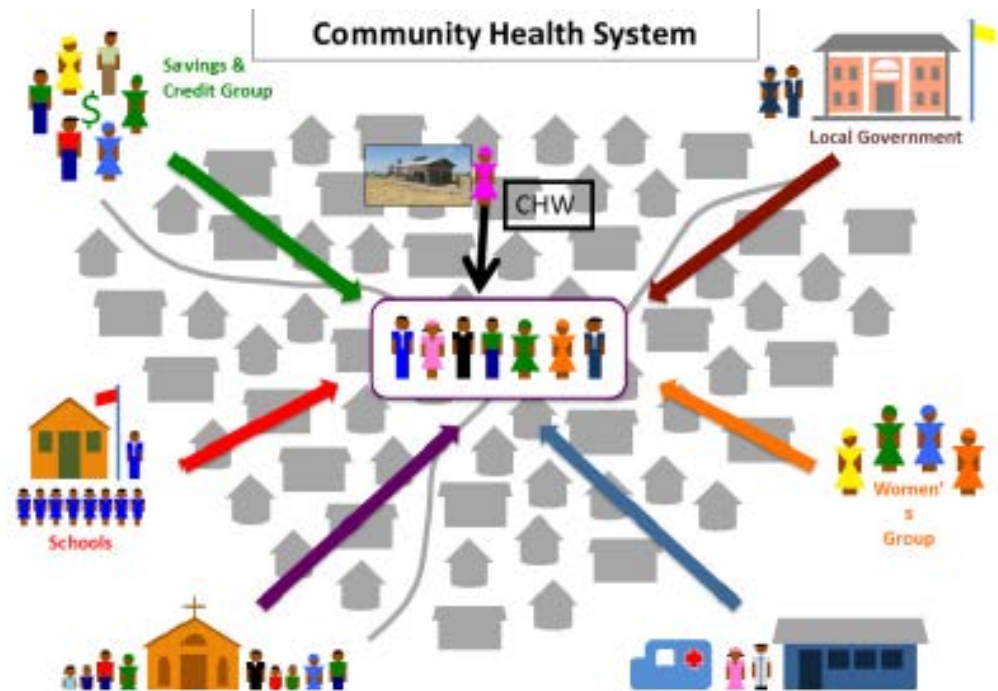 Community Health System
Savings &
Credit Group
$
Local Government
CHW
Women'
s
Group
Schools